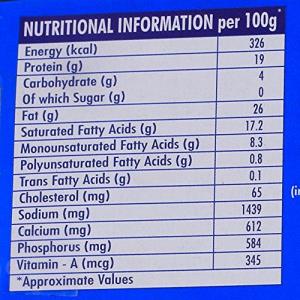 NUTRITIONAL INFORMATION per 100g
Energy (kcal) 326
Protein (g) 19
Carbohydrate (g) 4
Of which Sugar (g) 0
Fat (g) 26
Saturated Fatty Acids (g) 17.2
Monounsaturated Fatty Acids (g) 8.3
Polyunsaturated Fatty Acids (g) 0.8
Trans Fatty Acids (g) 0.1
Cholesterol (mg) 65
Sodium (mg) 1439
Calcium (mg) 612
Phosphorus (mg) 584
Vitamin - A (mcg) 345
*Approximate Values